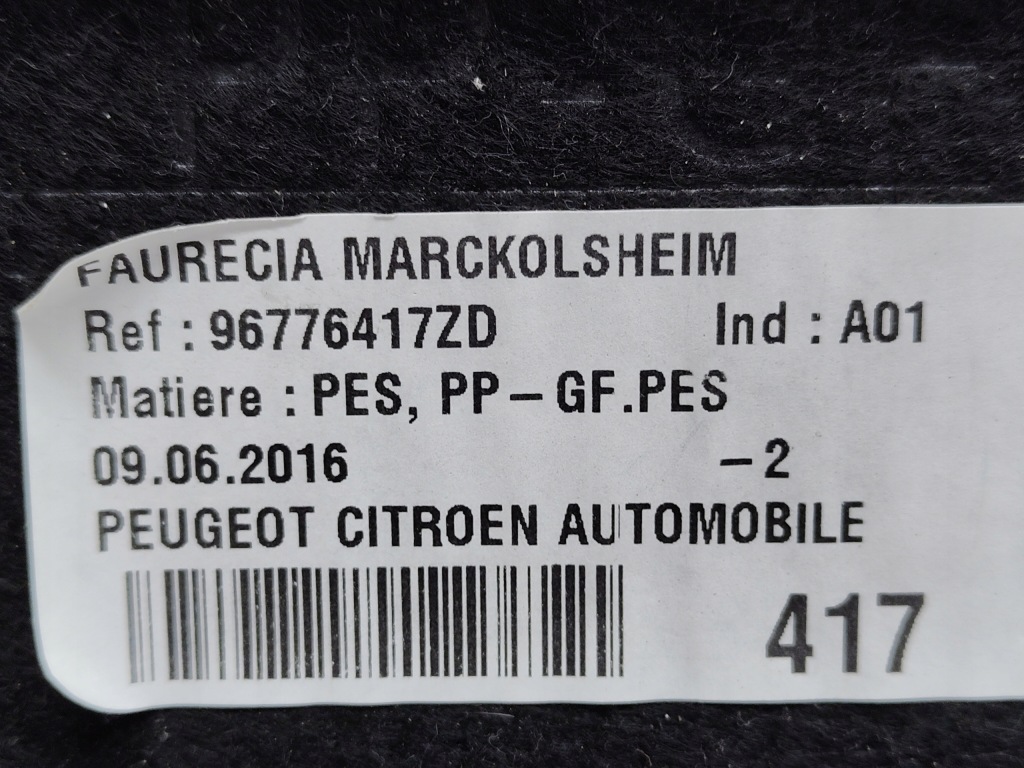 FAURECIA MARCKOLSHEIM
Ref : 96776417ZD Ind : A01
Matiere : PES, PP-GF.PES
09.06.2016 -2
PEUGEOT CITROEN AUTOMOBILE
417